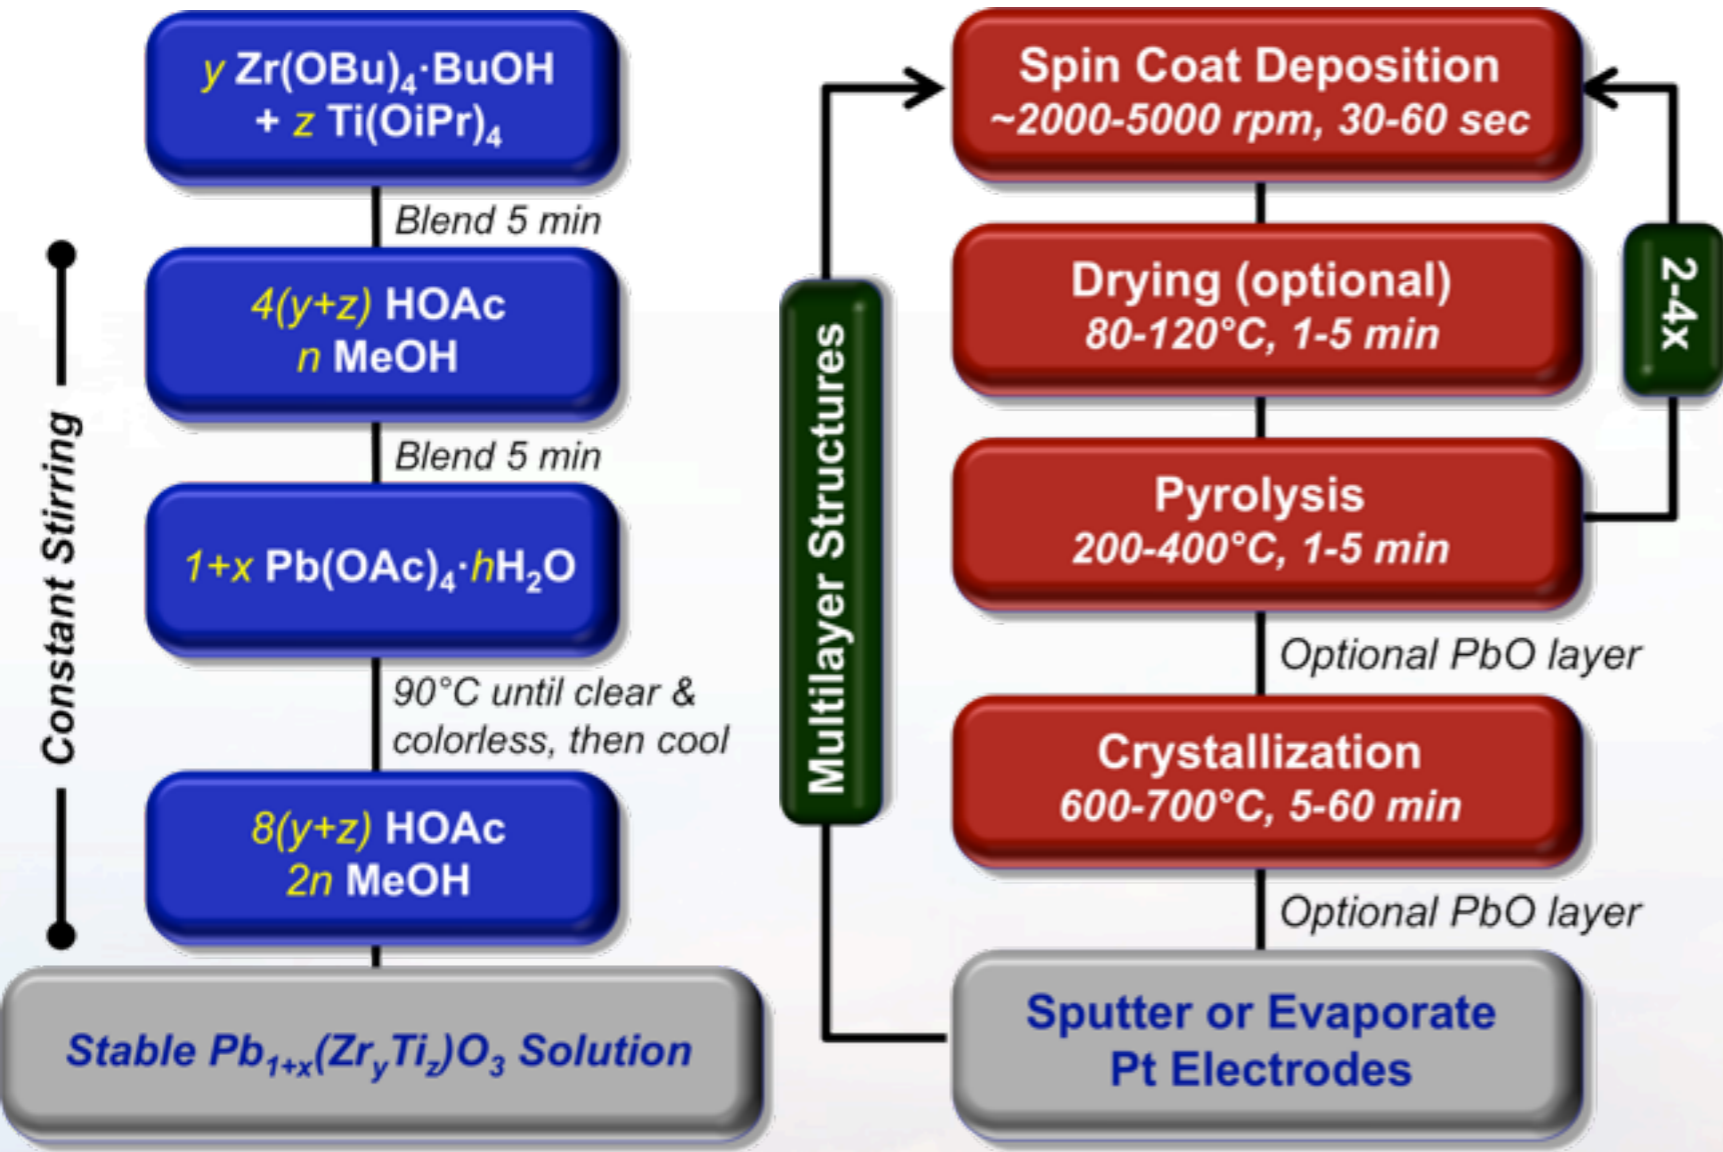 y Zr(OBu)₄·BuOH
+ z Ti(OiPr)₄
Blend 5 min
4(y+z) HOAc
n MeOH
Blend 5 min
1+x Pb(OAc)₄·hH₂O
90°C until clear &
colorless, then cool
8(y+z) HOAc
2n MeOH
Constant Stirring
Stable Pb₁₊ₓ(ZrᵧTi_z)O₃ Solution
Spin Coat Deposition
~2000-5000 rpm, 30-60 sec
Drying (optional)
80-120°C, 1-5 min
2-4x
Pyrolysis
200-400°C, 1-5 min
Optional PbO layer
Crystallization
600-700°C, 5-60 min
Optional PbO layer
Multilayer Structures
Sputter or Evaporate
Pt Electrodes